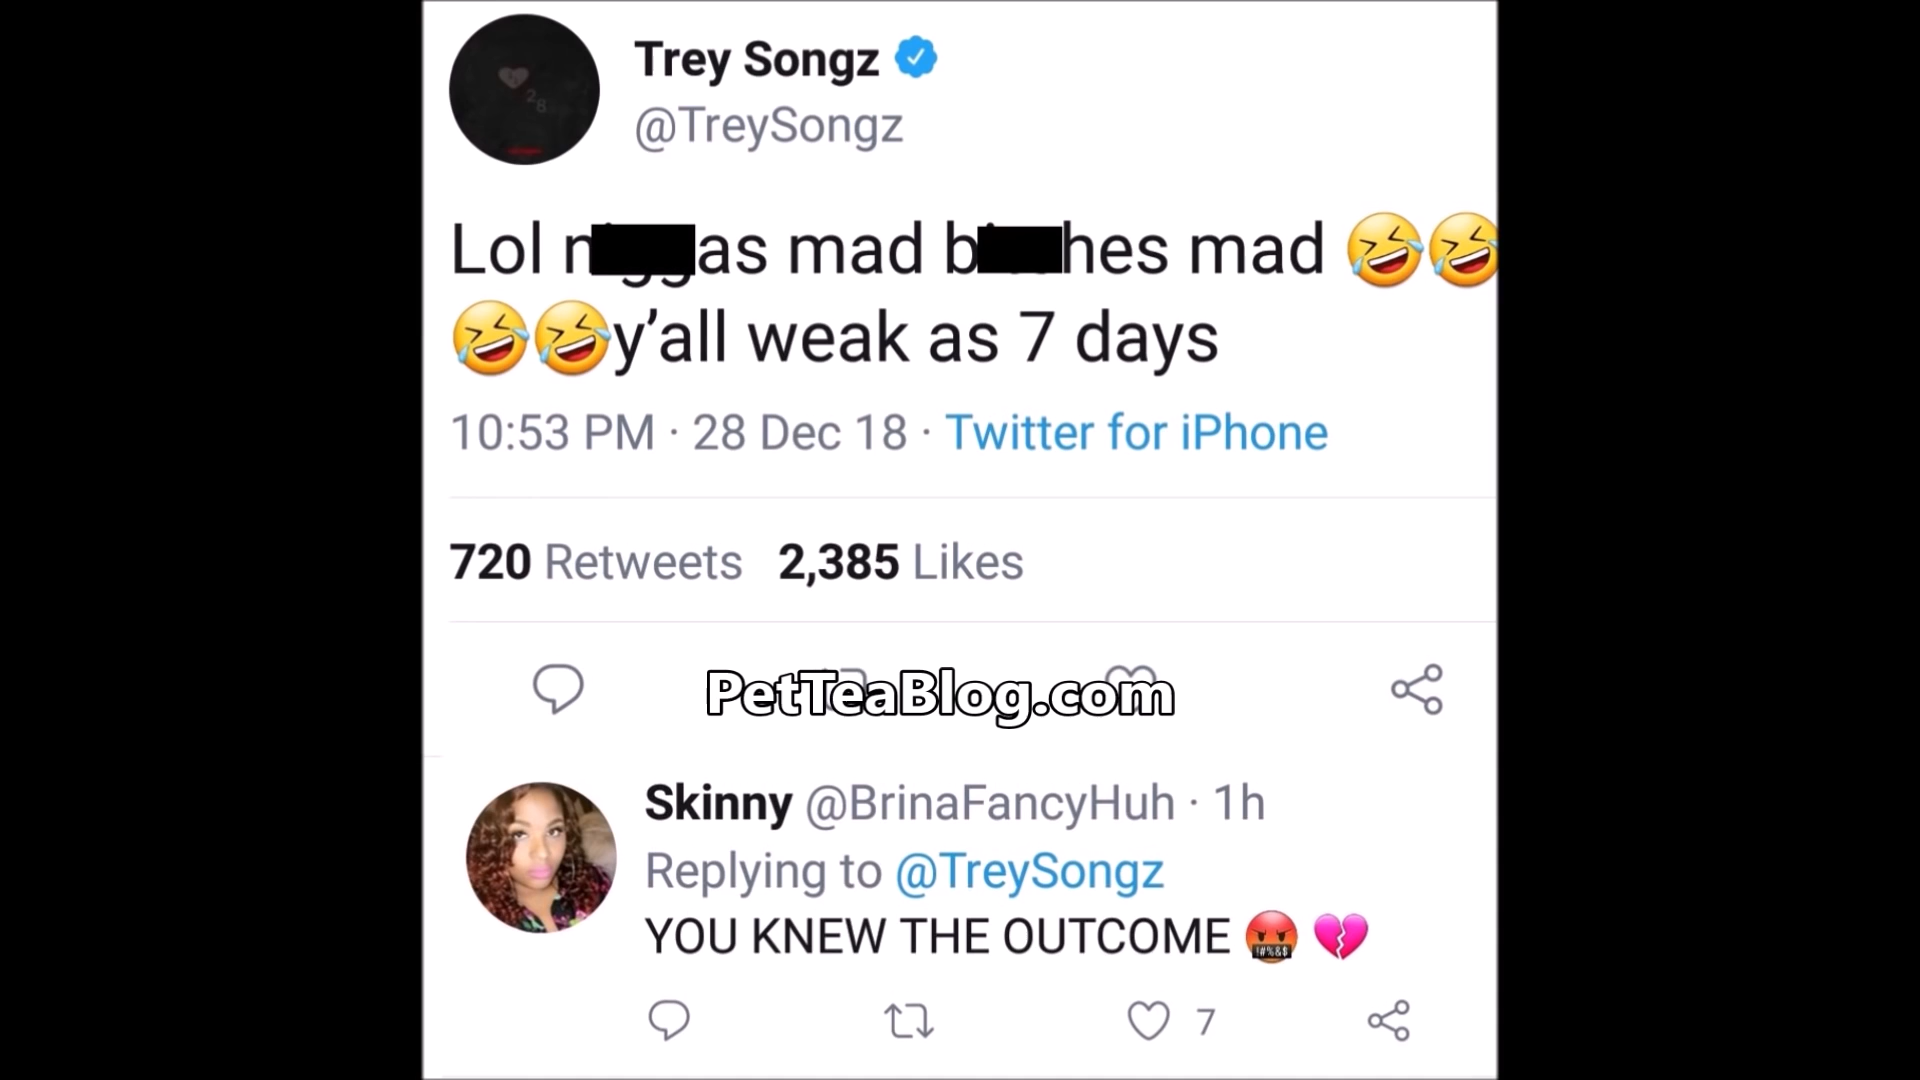 Trey Songz
@TreySongz
Lol n as mad b hes mad 🤣🤣
🤣🤣y’all weak as 7 days
10:53 PM · 28 Dec 18 · Twitter for iPhone
720 Retweets 2,385 Likes
PetTeaBlog.com
Skinny @BrinaFancyHuh · 1h
Replying to @TreySongz
YOU KNEW THE OUTCOME 🤬 💔
7